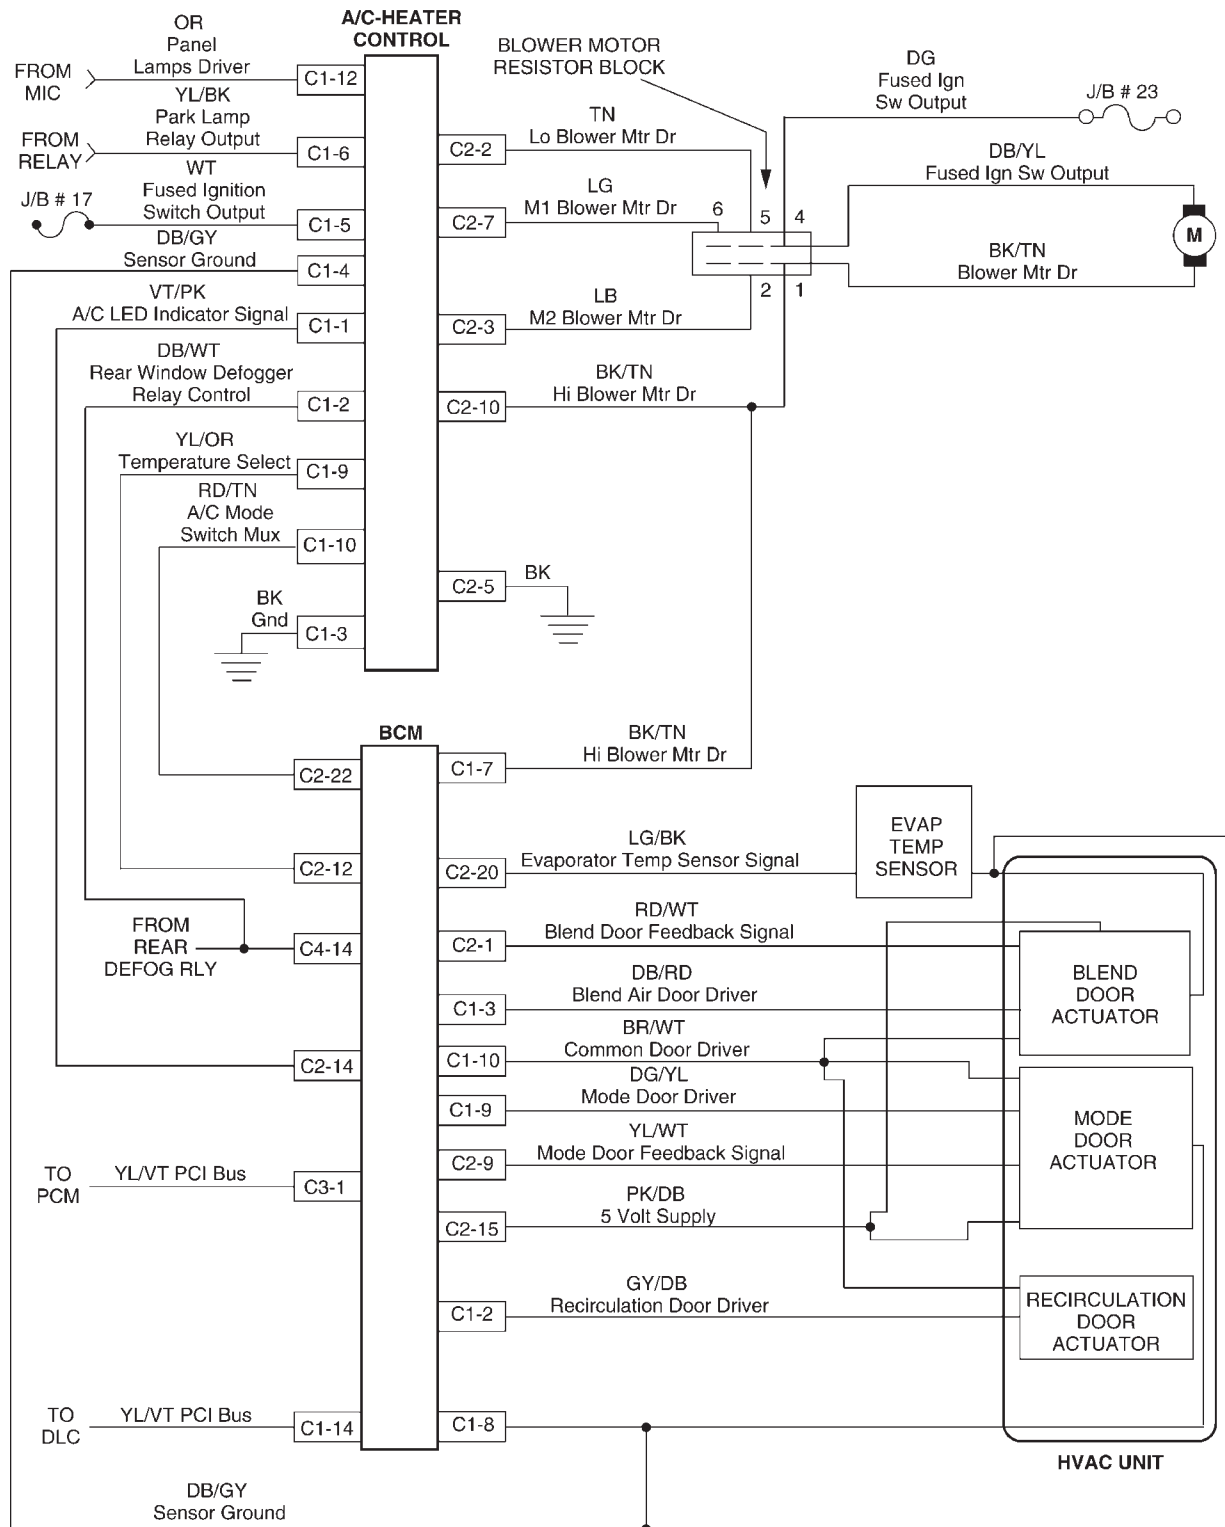 A/C-HEATER
CONTROL
OR
Panel
Lamps Driver
FROM
MIC
C1-12
YL/BK
Park Lamp
Relay Output
FROM
RELAY
C1-6
WT
Fused Ignition
Switch Output
J/B # 17
C1-5
DB/GY
Sensor Ground
C1-4
VT/PK
A/C LED Indicator Signal
C1-1
DB/WT
Rear Window Defogger
Relay Control
C1-2
YL/OR
Temperature Select
C1-9
RD/TN
A/C Mode
Switch Mux
C1-10
BK
Gnd
C1-3
BLOWER MOTOR
RESISTOR BLOCK
DG
Fused Ign
Sw Output
J/B # 23
TN
Lo Blower Mtr Dr
C2-2
DB/YL
Fused Ign Sw Output
LG
M1 Blower Mtr Dr
C2-7
6 5 4
M
BK/TN
Blower Mtr Dr
2 1
LB
M2 Blower Mtr Dr
C2-3
BK/TN
Hi Blower Mtr Dr
C2-10
C2-5
BK
BCM
C2-22
C2-12
FROM
REAR
DEFOG RLY
C4-14
C2-14
TO
PCM
YL/VT PCI Bus
C3-1
TO
DLC
YL/VT PCI Bus
C1-14
BK/TN
Hi Blower Mtr Dr
C1-7
EVAP
TEMP
SENSOR
LG/BK
Evaporator Temp Sensor Signal
C2-20
RD/WT
Blend Door Feedback Signal
C2-1
DB/RD
Blend Air Door Driver
C1-3
BLEND
DOOR
ACTUATOR
BR/WT
Common Door Driver
C1-10
DG/YL
Mode Door Driver
C1-9
YL/WT
Mode Door Feedback Signal
C2-9
MODE
DOOR
ACTUATOR
PK/DB
5 Volt Supply
C2-15
GY/DB
Recirculation Door Driver
C1-2
RECIRCULATION
DOOR
ACTUATOR
C1-8
HVAC UNIT
DB/GY
Sensor Ground